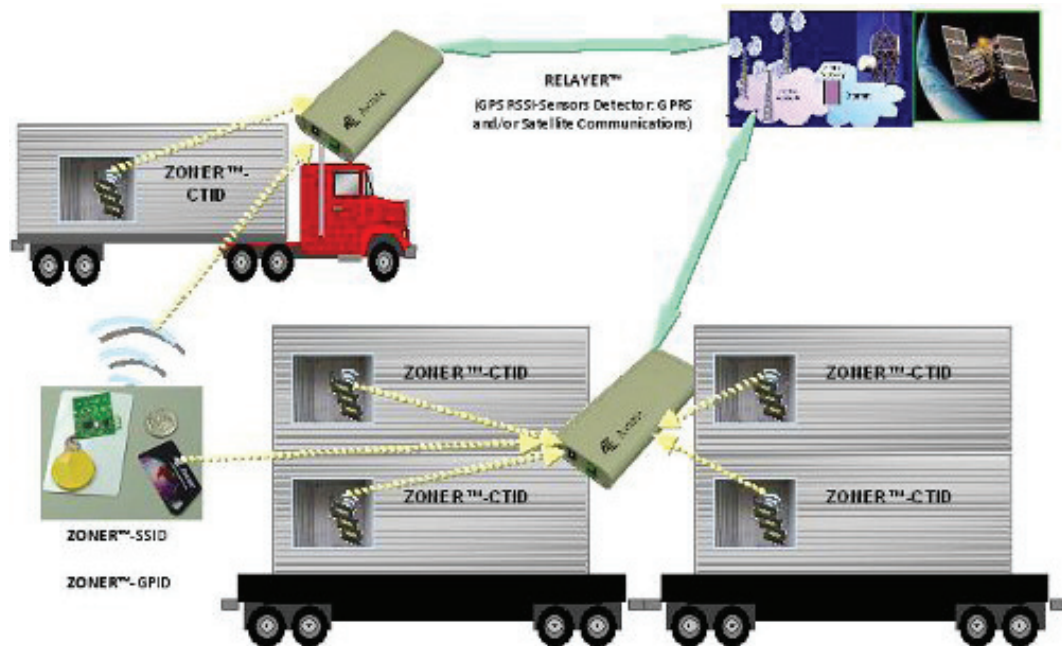 RELAYER™
(GPS RSSI-Sensors Detector: GPRS
and/or Satellite Communications)
ZONER™-
CTID
ZONER™-CTID
ZONER™-CTID
ZONER™-CTID
ZONER™-CTID
ZONER™-SSID
ZONER™-GPID